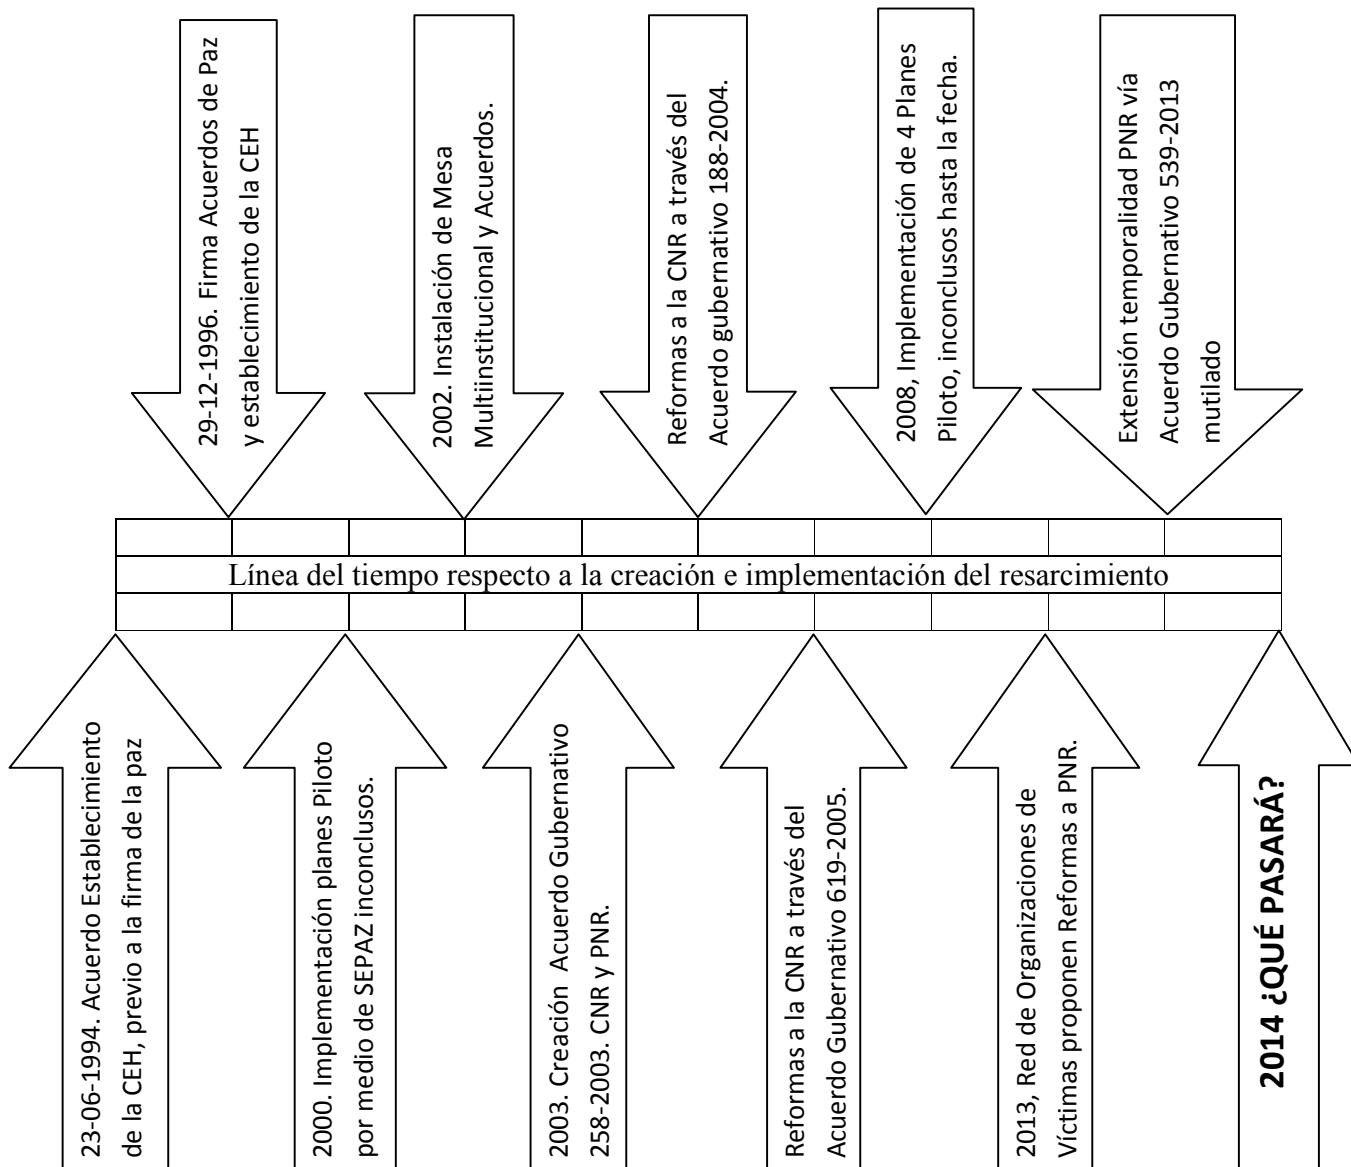 29-12-1996. Firma Acuerdos de Paz
y establecimiento de la CEH
2002. Instalación de Mesa
Multiinstitucional y Acuerdos.
Reformas a la CNR a través del
Acuerdo gubernativo 188-2004.
2008, Implementación de 4 Planes
Piloto, inconclusos hasta la fecha.
Extensión temporalidad PNR vía
Acuerdo Gubernativo 539-2013
mutilado
Línea del tiempo respecto a la creación e implementación del resarcimiento
23-06-1994. Acuerdo Establecimiento
de la CEH, previo a la firma de la paz
2000. Implementación planes Piloto
por medio de SEPAZ inconclusos.
2003. Creación Acuerdo Gubernativo
258-2003. CNR y PNR.
Reformas a la CNR a través del
Acuerdo Gubernativo 619-2005.
2013, Red de Organizaciones de
Víctimas proponen Reformas a PNR.
2014 ¿QUÉ PASARÁ?